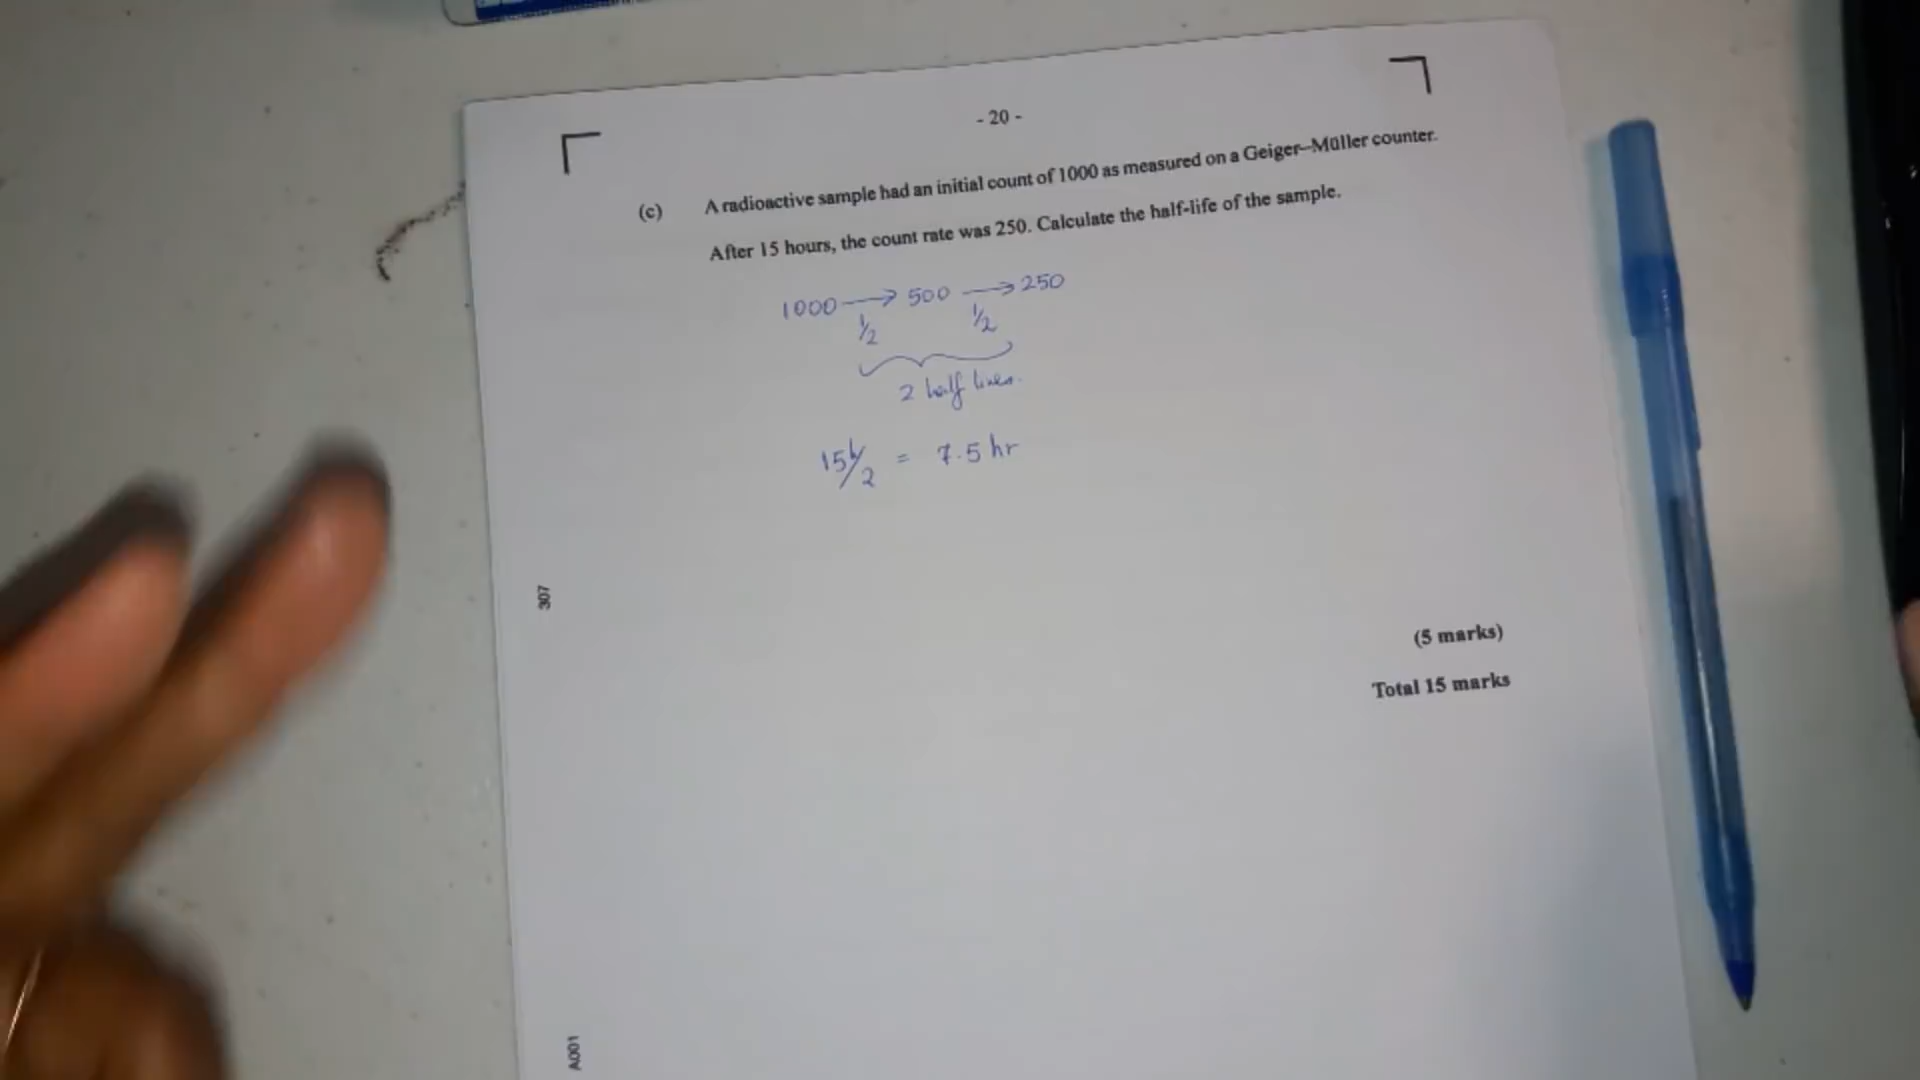 - 20 -
(c) A radioactive sample had an initial count of 1000 as measured on a Geiger–Müller counter.
After 15 hours, the count rate was 250. Calculate the half-life of the sample.
1000 → 500 → 250
1/2 1/2
2 half lives.
15h/2 = 7.5 hr
307
(5 marks)
Total 15 marks
A001